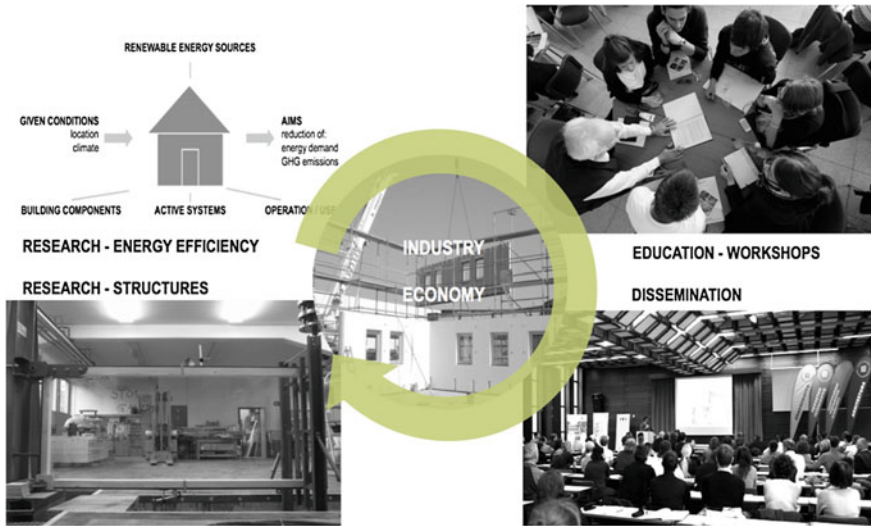 RENEWABLE ENERGY SOURCES
GIVEN CONDITIONS
location
climate
AIMS
reduction of:
energy demand
GHG emissions
BUILDING COMPONENTS
ACTIVE SYSTEMS
OPERATION / USE
RESEARCH - ENERGY EFFICIENCY
RESEARCH - STRUCTURES
INDUSTRY
ECONOMY
EDUCATION - WORKSHOPS
DISSEMINATION